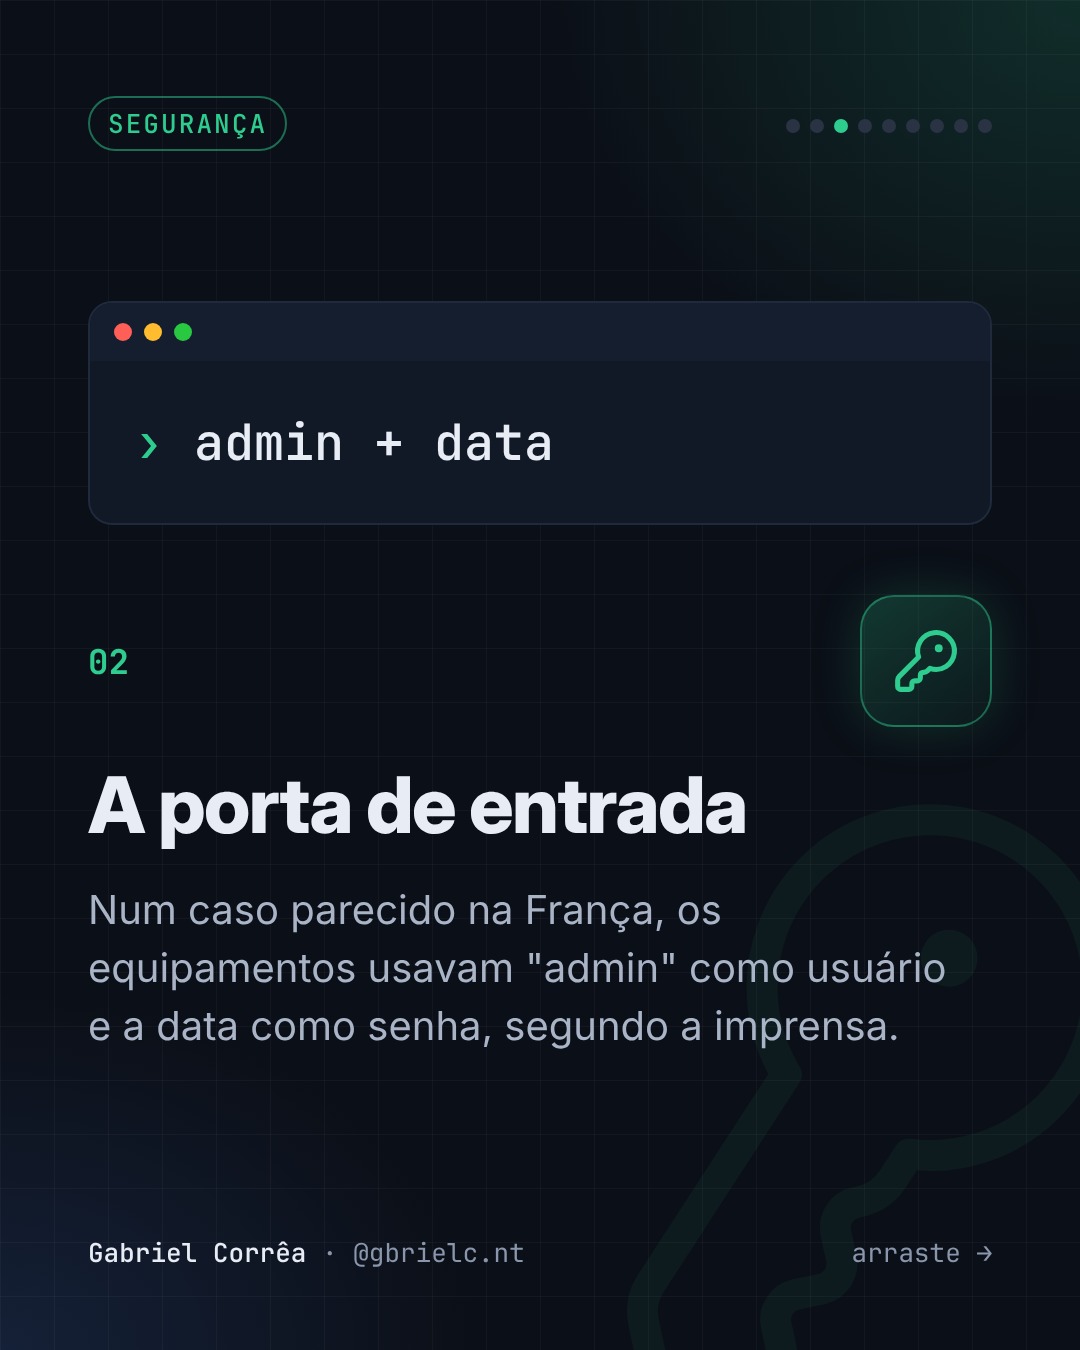 SEGURANÇA
› admin + data
02
A porta de entrada
Num caso parecido na França, os
equipamentos usavam "admin" como usuário
e a data como senha, segundo a imprensa.
Gabriel Corrêa · @gbrielc.nt
arraste →